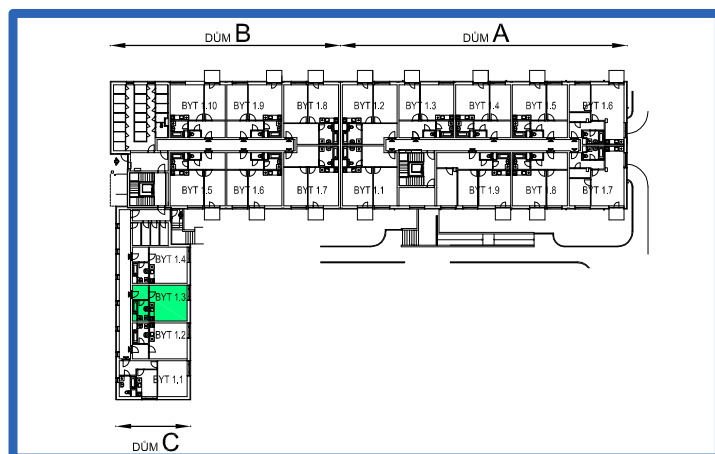 DŮM B DŮM A
BYT 1.10 BYT 1.9 BYT 1.8 BYT 1.2 BYT 1.3 BYT 1.4 BYT 1.5 BYT 1.6
BYT 1.5 BYT 1.6 BYT 1.7 BYT 1.1 BYT 1.9 BYT 1.8 BYT 1.7
BYT 1.4
BYT 1.3
BYT 1.2
BYT 1.1
DŮM C